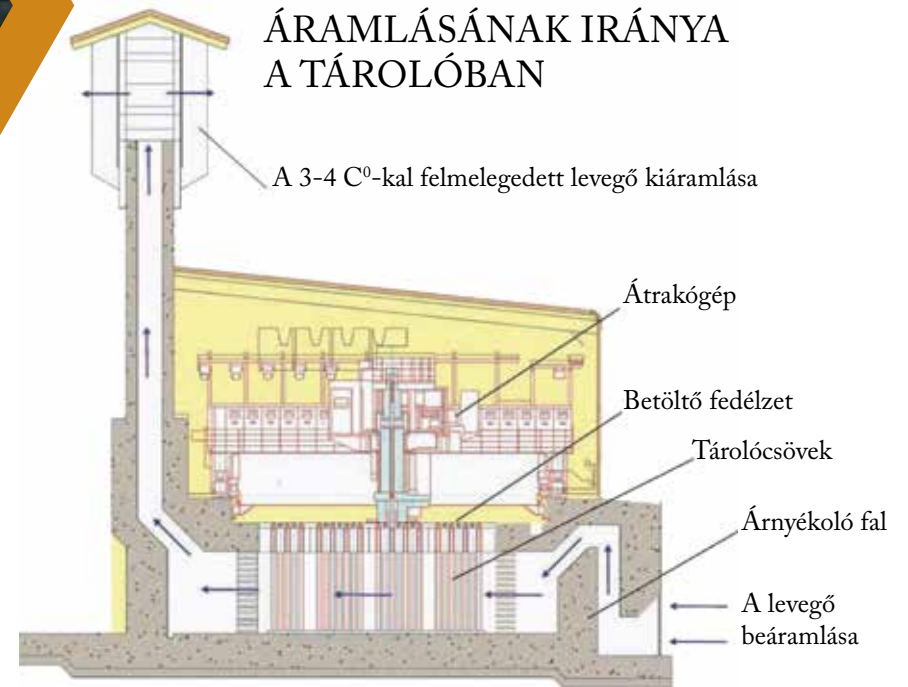 ÁRAMLÁSÁNAK IRÁNYA
A TÁROLÓBAN
A 3-4 C⁰-kal felmelegedett levegő kiáramlása
Átrakógép
Betöltő fedélzet
Tárolócsövek
Árnyékoló fal
A levegő
beáramlása